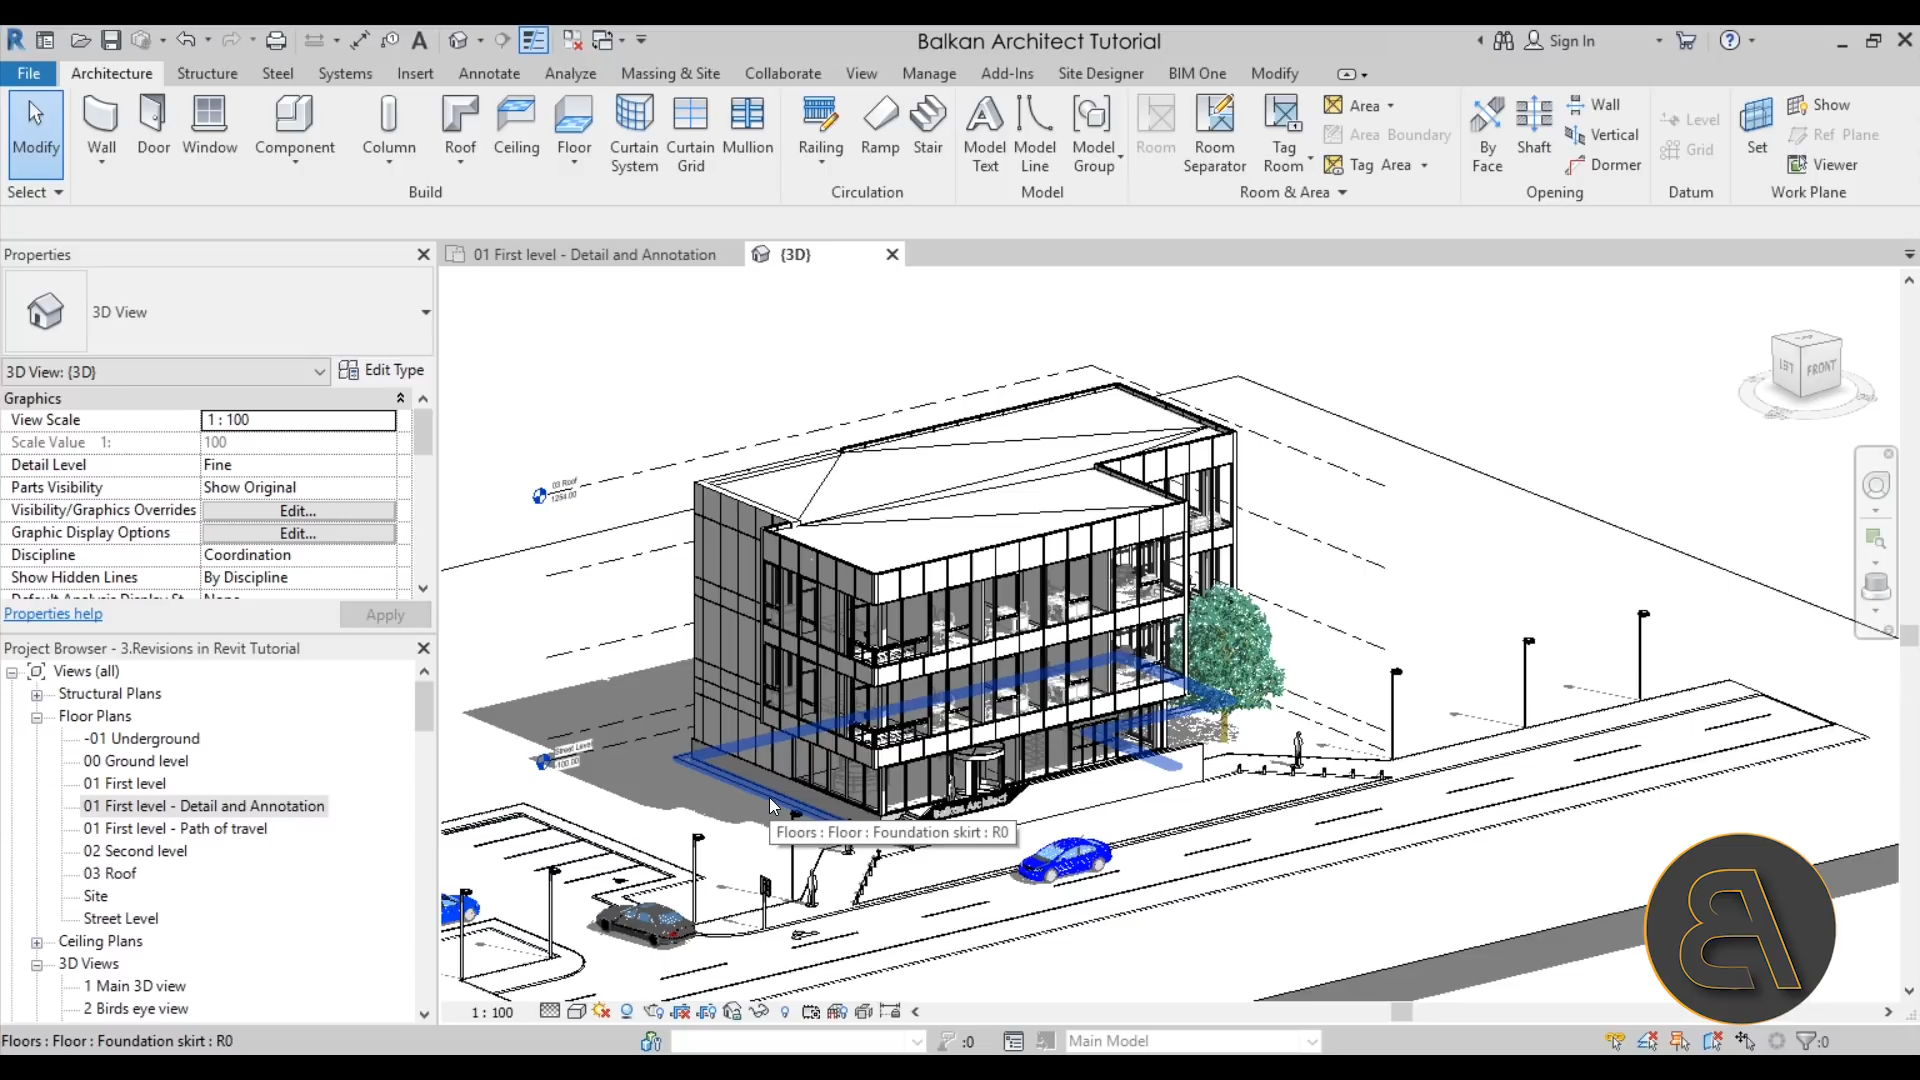 Balkan Architect Tutorial
Sign In
File Architecture Structure Steel Systems Insert Annotate Analyze Massing & Site Collaborate View Manage Add-Ins Site Designer BIM One Modify
Modify
Wall
Door
Window
Component
Column
Roof
Ceiling
Floor
Curtain System
Curtain Grid
Mullion
Railing
Ramp
Stair
Model Text
Model Line
Model Group
Room
Room Separator
Tag Room
Area
Area Boundary
Tag Area
By Face
Shaft
Wall
Vertical
Dormer
Level
Grid
Set
Show
Ref Plane
Viewer
Select
Build
Circulation
Model
Room & Area
Opening
Datum
Work Plane
Properties
01 First level - Detail and Annotation
{3D}
3D View
3D View: {3D}
Edit Type
Graphics
View Scale 1 : 100
Scale Value 1: 100
Detail Level Fine
Parts Visibility Show Original
Visibility/Graphics Overrides Edit...
Graphic Display Options Edit...
Discipline Coordination
Show Hidden Lines By Discipline
Properties help
Apply
Project Browser - 3.Revisions in Revit Tutorial
Views (all)
Structural Plans
Floor Plans
-01 Underground
00 Ground level
01 First level
01 First level - Detail and Annotation
01 First level - Path of travel
02 Second level
03 Roof
Site
Street Level
Ceiling Plans
3D Views
1 Main 3D view
2 Birds eye view
03 Roof
1254.00
Street Level
-100.00
FRONT
Balkan Architect
Floors : Floor : Foundation skirt : R0
1 : 100
Floors : Floor : Foundation skirt : R0
:0
Main Model
:0